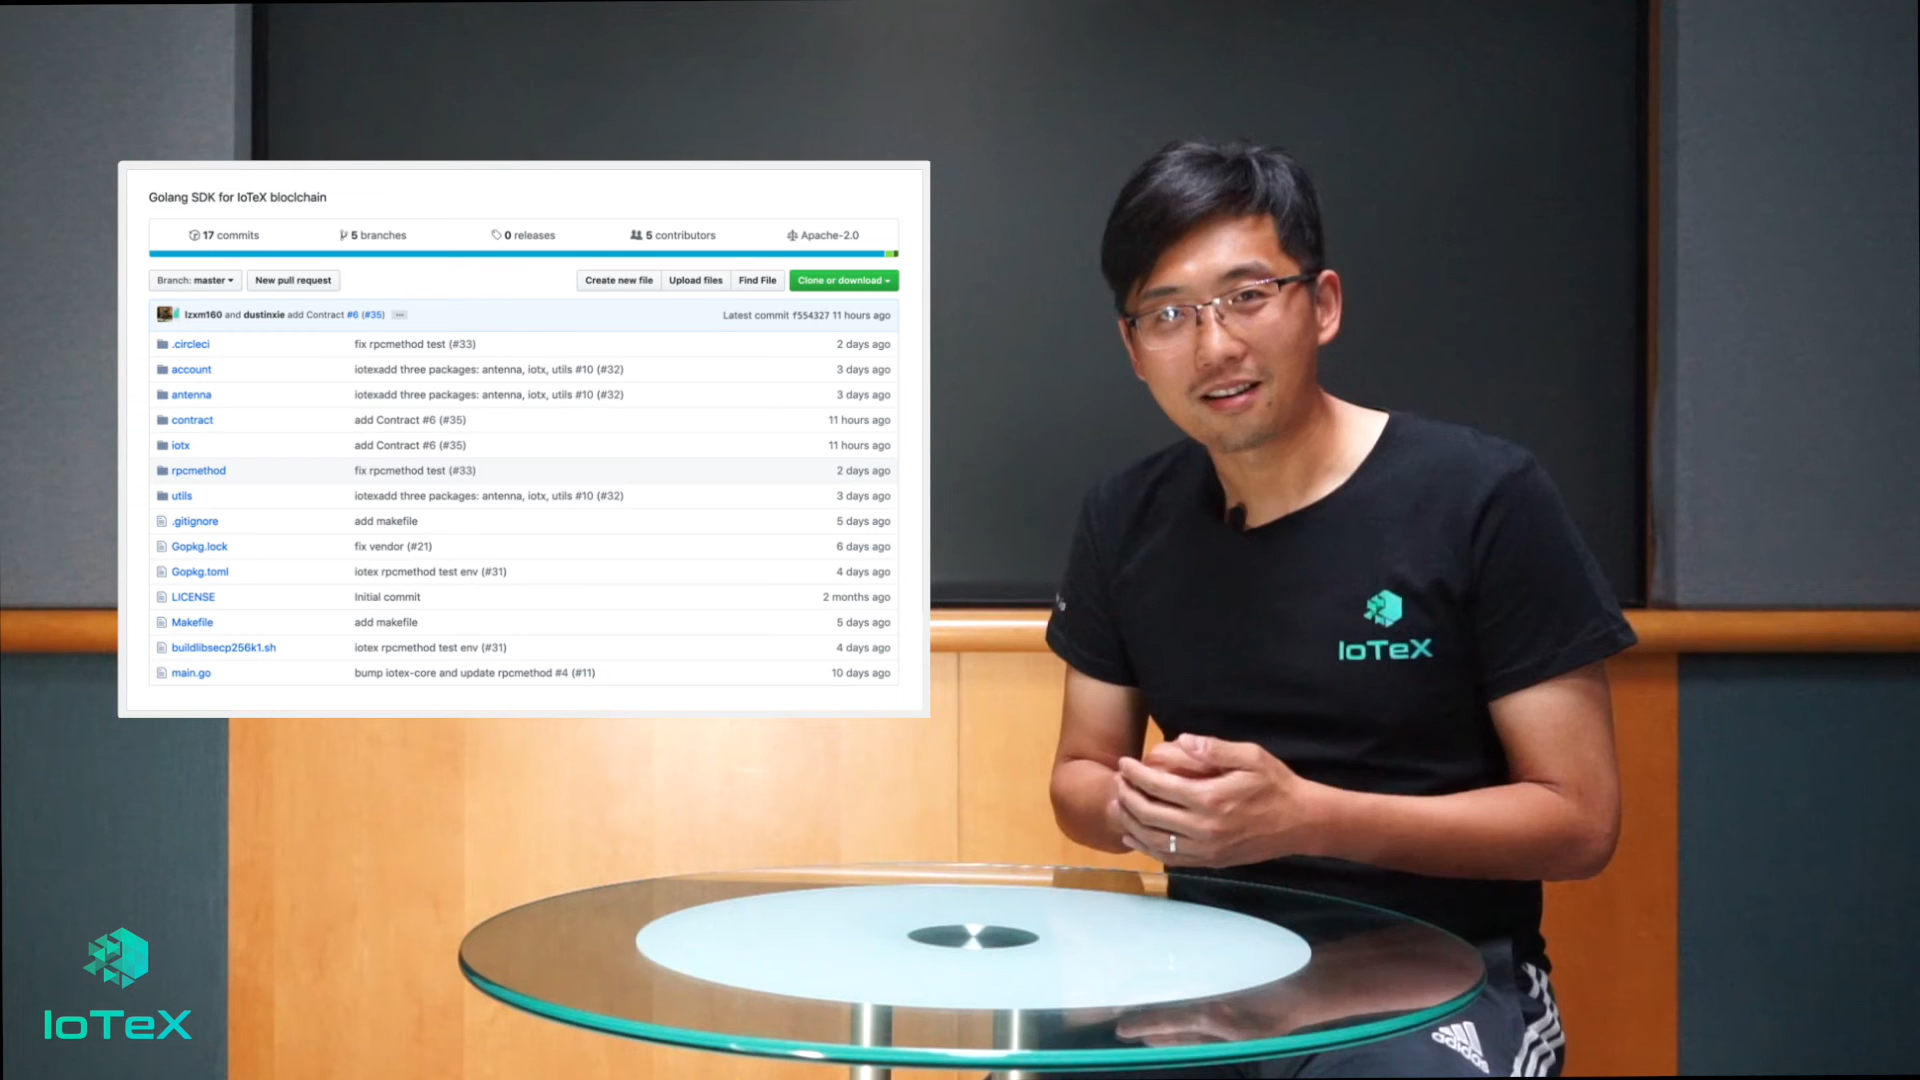 Golang SDK for IoTeX bloclchain
17 commits 5 branches 0 releases 5 contributors Apache-2.0
Branch: master New pull request Create new file Upload files Find File Clone or download
lzxm160 and dustinxie add Contract #6 (#35) Latest commit f554327 11 hours ago
.circleci fix rpcmethod test (#33) 2 days ago
account iotexadd three packages: antenna, iotx, utils #10 (#32) 3 days ago
antenna iotexadd three packages: antenna, iotx, utils #10 (#32) 3 days ago
contract add Contract #6 (#35) 11 hours ago
iotx add Contract #6 (#35) 11 hours ago
rpcmethod fix rpcmethod test (#33) 2 days ago
utils iotexadd three packages: antenna, iotx, utils #10 (#32) 3 days ago
.gitignore add makefile 5 days ago
Gopkg.lock fix vendor (#21) 6 days ago
Gopkg.toml iotex rpcmethod test env (#31) 4 days ago
LICENSE Initial commit 2 months ago
Makefile add makefile 5 days ago
buildlibsecp256k1.sh iotex rpcmethod test env (#31) 4 days ago
main.go bump iotex-core and update rpcmethod #4 (#11) 10 days ago
IoTeX
IoTeX
adidas